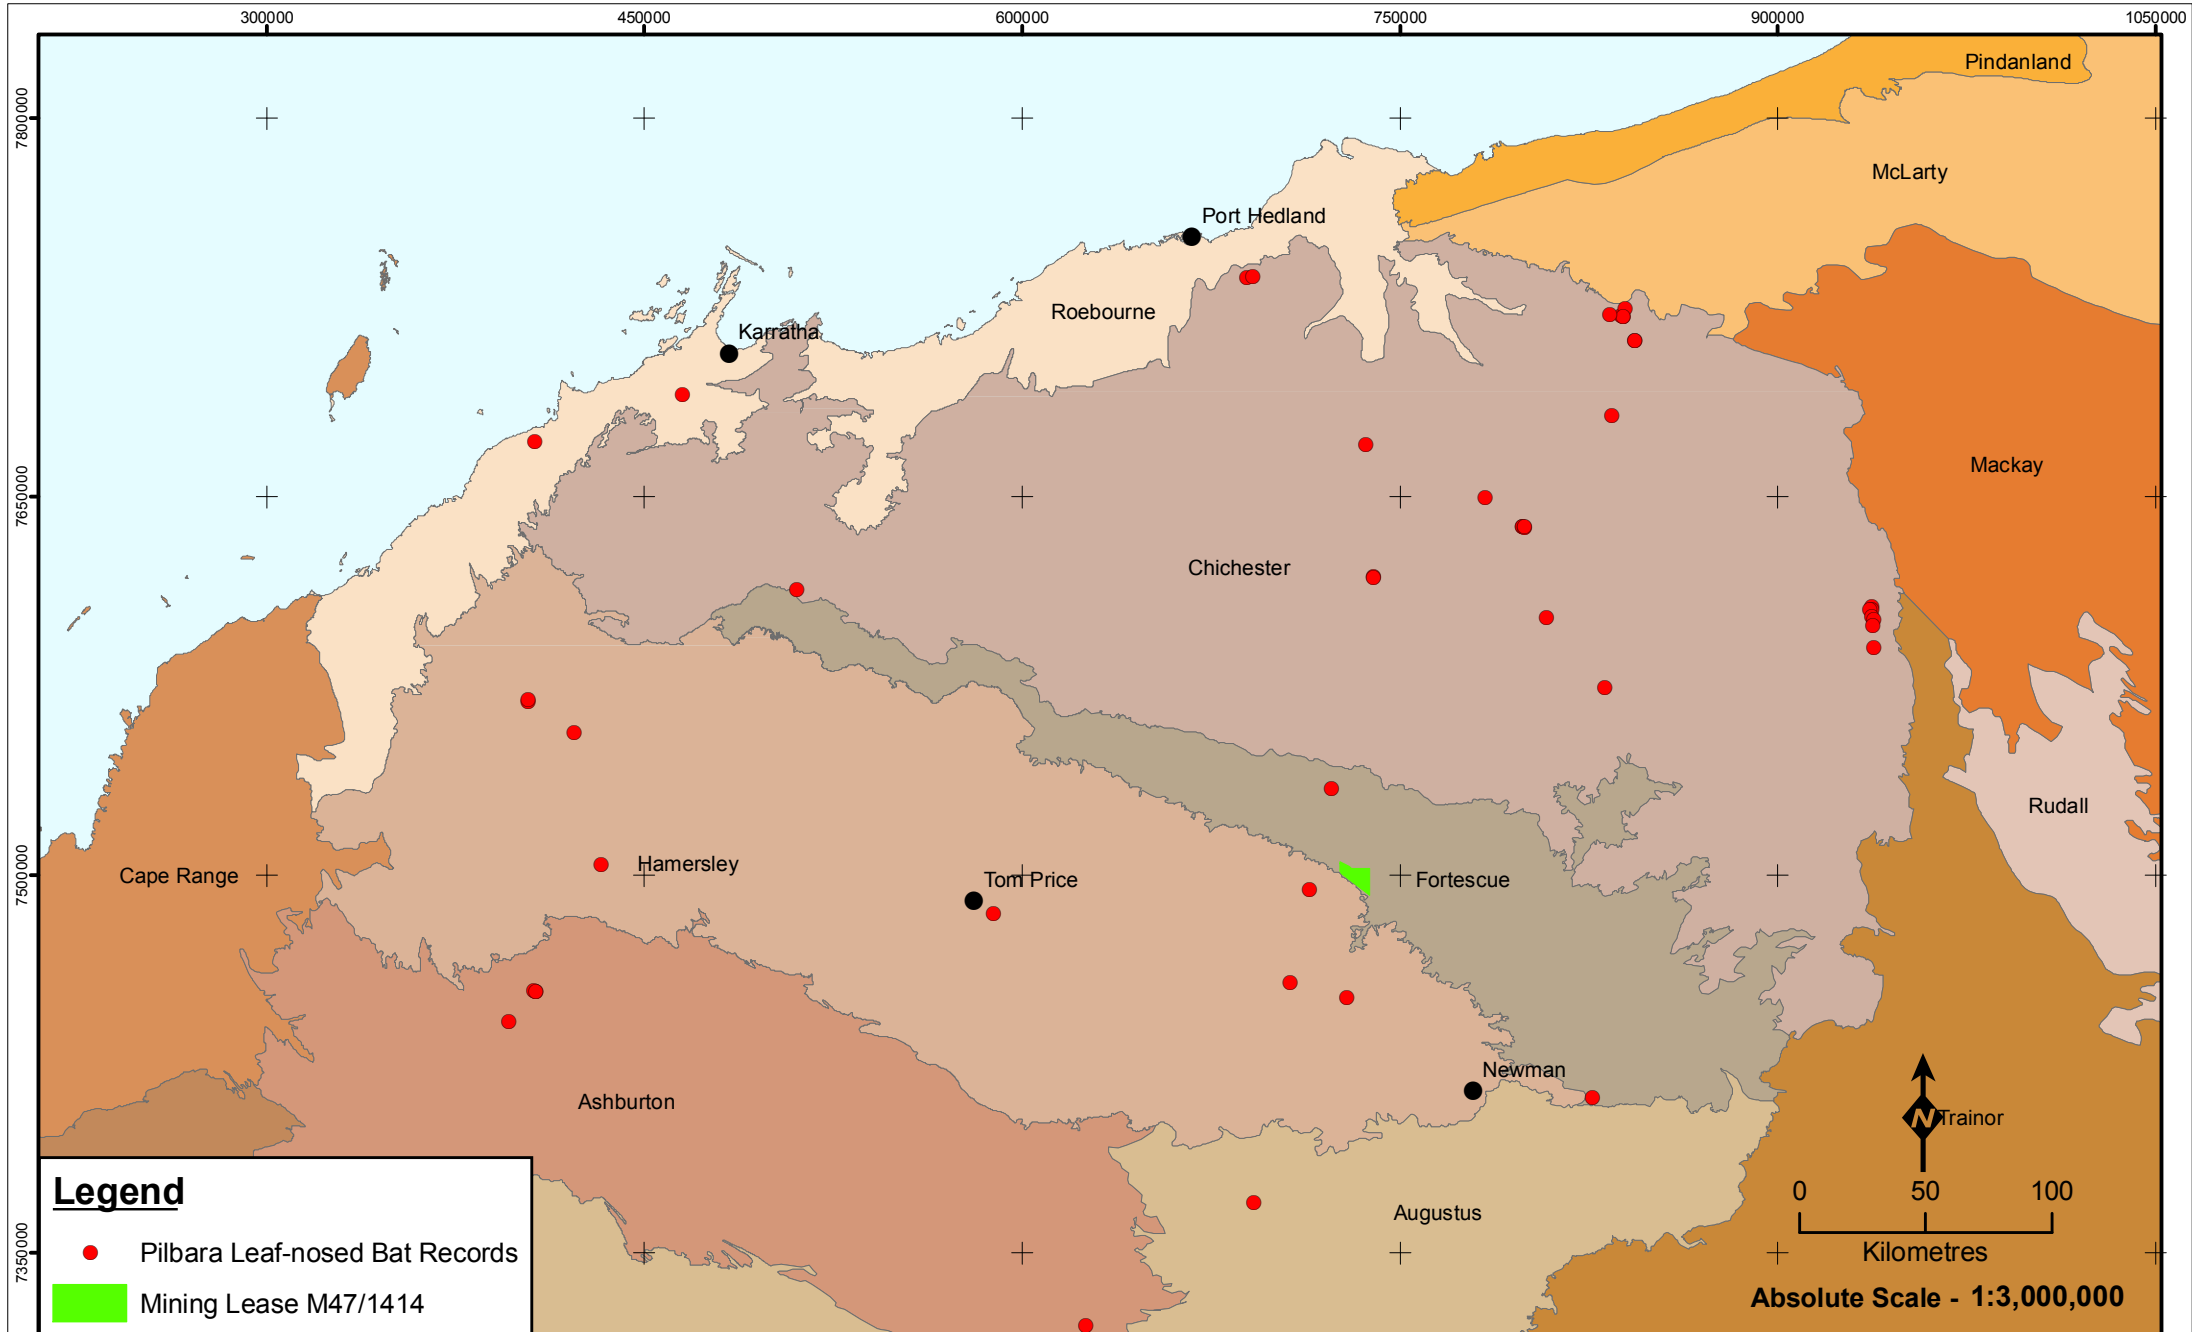 300000 450000 600000 750000 900000 1050000
Pindanland
7800000
McLarty
Port Hedland
Roebourne
Karratha
Mackay
7650000
Chichester
Rudall
Hamersley
Cape Range
Tom Price
Fortescue
7500000
Newman
Ashburton
Trainor
Augustus
7350000
Legend
Pilbara Leaf-nosed Bat Records
Mining Lease M47/1414
N
0 50 100
Kilometres
Absolute Scale - 1:3,000,000